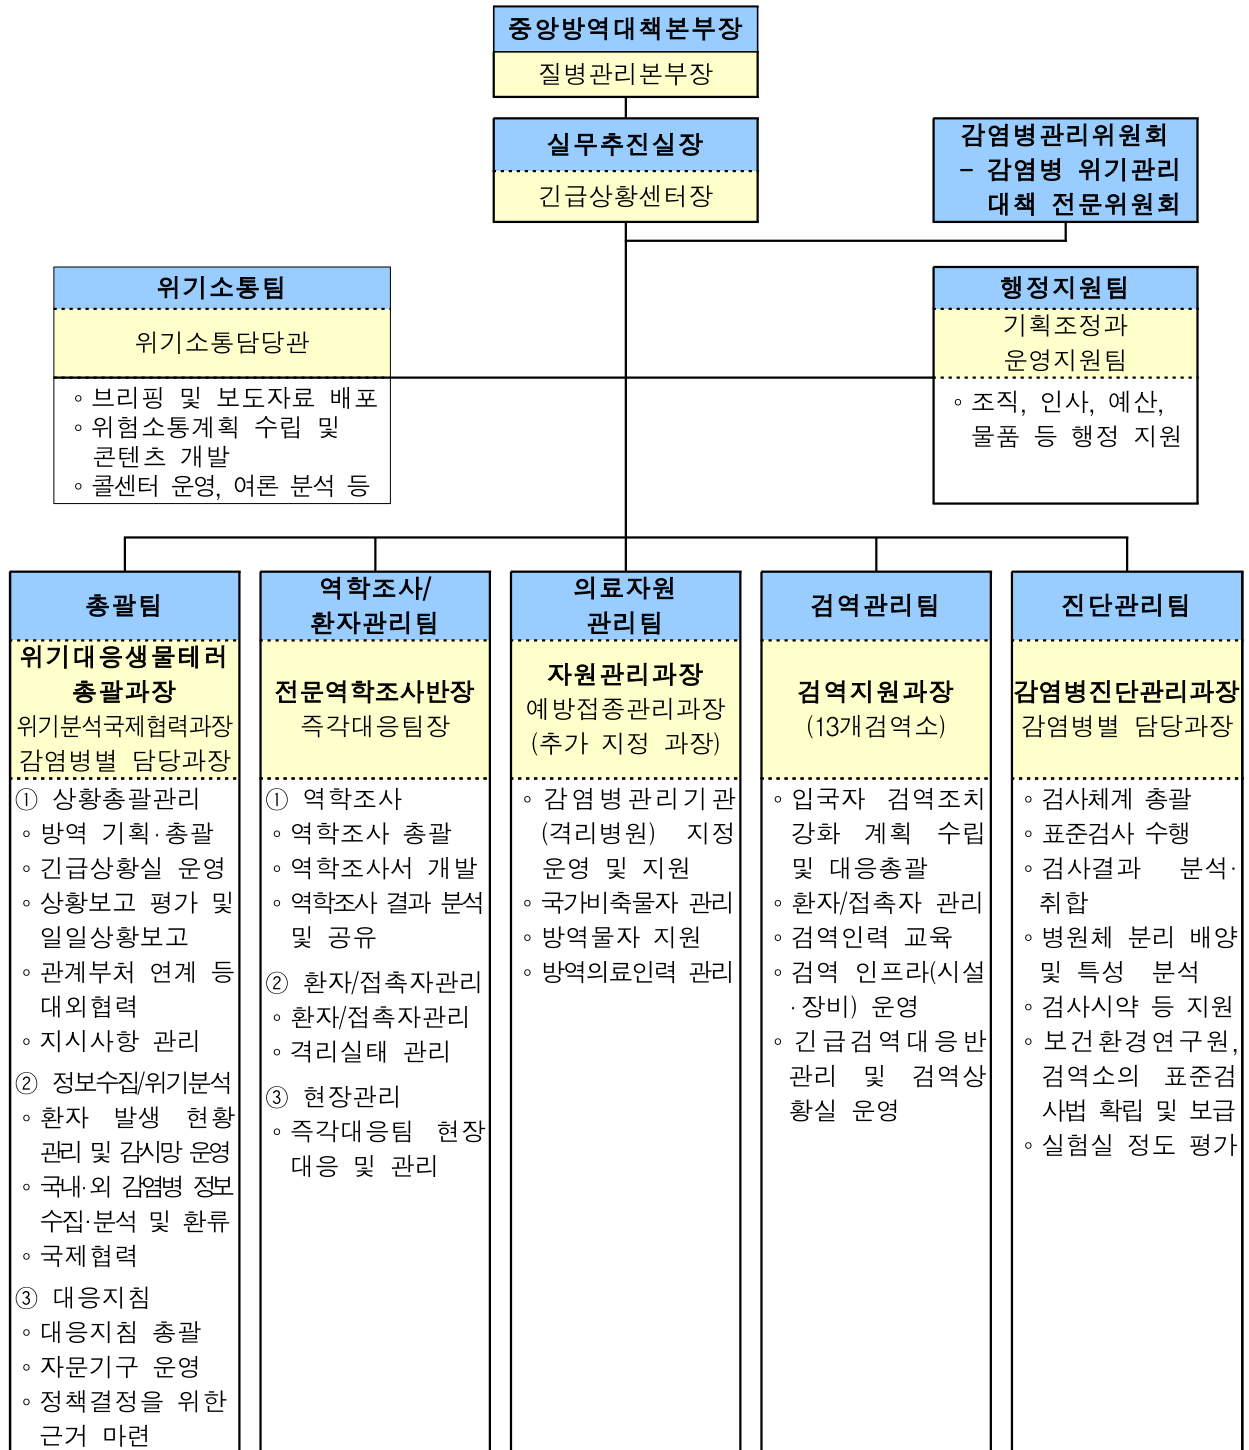 중앙방역대책본부장
질병관리본부장
실무추진실장
긴급상황센터장
감염병관리위원회
- 감염병 위기관리
대책 전문위원회
위기소통팀
위기소통담당관
◦ 브리핑 및 보도자료 배포
◦ 위험소통계획 수립 및
콘텐츠 개발
◦ 콜센터 운영, 여론 분석 등
행정지원팀
기획조정과
운영지원팀
◦ 조직, 인사, 예산,
물품 등 행정 지원
총괄팀
위기대응생물테러
총괄과장
위기분석국제협력과장
감염병별 담당과장
① 상황총괄관리
◦ 방역 기획·총괄
◦ 긴급상황실 운영
◦ 상황보고 평가 및
일일상황보고
◦ 관계부처 연계 등
대외협력
◦ 지시사항 관리
② 정보수집/위기분석
◦ 환자 발생 현황
관리 및 감시망 운영
◦ 국내·외 감염병 정보
수집·분석 및 환류
◦ 국제협력
③ 대응지침
◦ 대응지침 총괄
◦ 자문기구 운영
◦ 정책결정을 위한
근거 마련
역학조사/
환자관리팀
전문역학조사반장
즉각대응팀장
① 역학조사
◦ 역학조사 총괄
◦ 역학조사서 개발
◦ 역학조사 결과 분석
및 공유
② 환자/접촉자관리
◦ 환자/접촉자관리
◦ 격리실태 관리
③ 현장관리
◦ 즉각대응팀 현장
대응 및 관리
의료자원
관리팀
자원관리과장
예방접종관리과장
(추가 지정 과장)
◦ 감염병관리기관
(격리병원) 지정
운영 및 지원
◦ 국가비축물자 관리
◦ 방역물자 지원
◦ 방역의료인력 관리
검역관리팀
검역지원과장
(13개검역소)
◦ 입국자 검역조치
강화 계획 수립
및 대응총괄
◦ 환자/접촉자 관리
◦ 검역인력 교육
◦ 검역 인프라(시설
·장비) 운영
◦ 긴급검역대응반
관리 및 검역상
황실 운영
진단관리팀
감염병진단관리과장
감염병별 담당과장
◦ 검사체계 총괄
◦ 표준검사 수행
◦ 검사결과 분석·
취합
◦ 병원체 분리 배양
및 특성 분석
◦ 검사시약 등 지원
◦ 보건환경연구원,
검역소의 표준검
사법 확립 및 보급
◦ 실험실 정도 평가